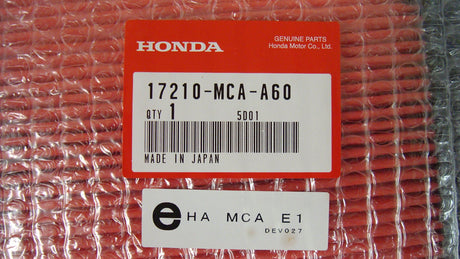 HONDA
GENUINE PARTS
Honda Motor Co., Ltd.
17210-MCA-A60
QTY 1 5D01
MADE IN JAPAN
e HA MCA E1
DEV027